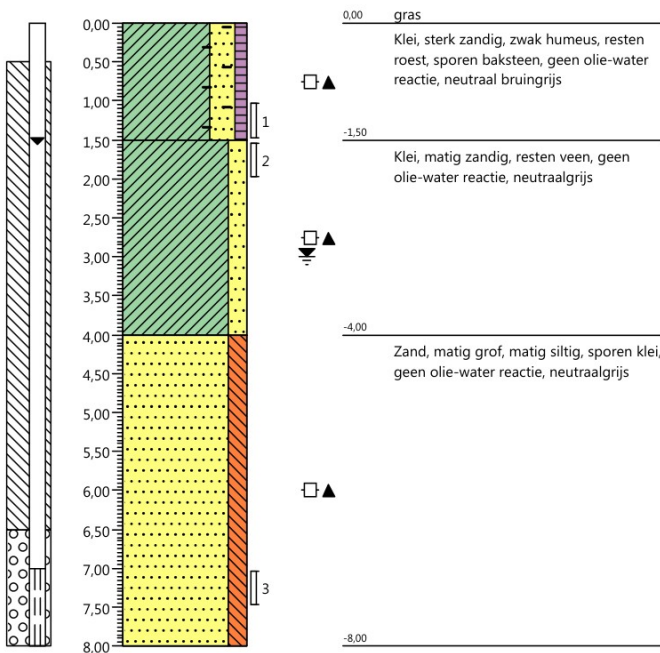 0,00
0,50
1,00
1,50
2,00
2,50
3,00
3,50
4,00
4,50
5,00
5,50
6,00
6,50
7,00
7,50
8,00
1
2
3
0,00 gras
Klei, sterk zandig, zwak humeus, resten
roest, sporen baksteen, geen olie-water
reactie, neutraal bruingrijs
-1,50
Klei, matig zandig, resten veen, geen
olie-water reactie, neutraalgrijs
-4,00
Zand, matig grof, matig siltig, sporen klei,
geen olie-water reactie, neutraalgrijs
-8,00